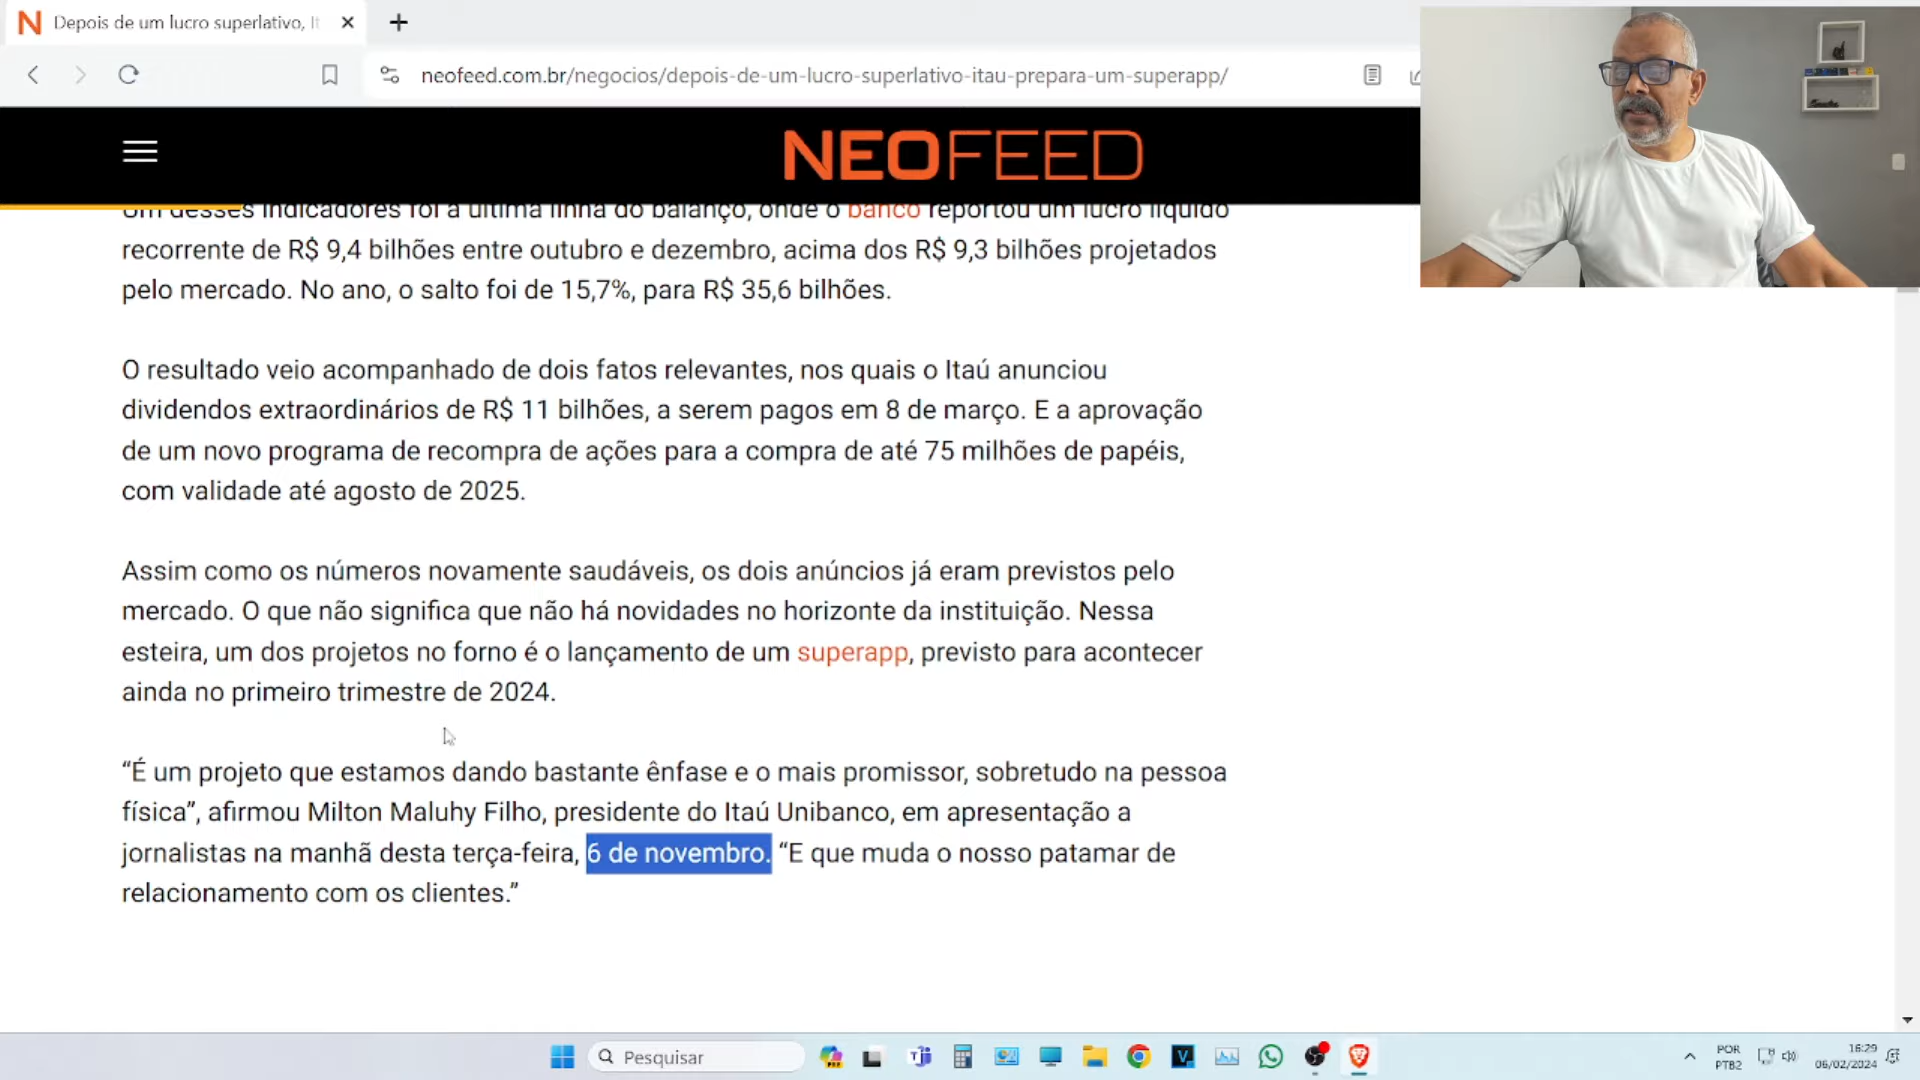 Depois de um lucro superlativo, It
neofeed.com.br/negocios/depois-de-um-lucro-superlativo-itau-prepara-um-superapp/
NEOFEED
Um desses indicadores foi a última linha do balanço, onde o banco reportou um lucro líquido
recorrente de R$ 9,4 bilhões entre outubro e dezembro, acima dos R$ 9,3 bilhões projetados
pelo mercado. No ano, o salto foi de 15,7%, para R$ 35,6 bilhões.
O resultado veio acompanhado de dois fatos relevantes, nos quais o Itaú anunciou
dividendos extraordinários de R$ 11 bilhões, a serem pagos em 8 de março. E a aprovação
de um novo programa de recompra de ações para a compra de até 75 milhões de papéis,
com validade até agosto de 2025.
Assim como os números novamente saudáveis, os dois anúncios já eram previstos pelo
mercado. O que não significa que não há novidades no horizonte da instituição. Nessa
esteira, um dos projetos no forno é o lançamento de um superapp, previsto para acontecer
ainda no primeiro trimestre de 2024.
“É um projeto que estamos dando bastante ênfase e o mais promissor, sobretudo na pessoa
física”, afirmou Milton Maluhy Filho, presidente do Itaú Unibanco, em apresentação a
jornalistas na manhã desta terça-feira, 6 de novembro. “E que muda o nosso patamar de
relacionamento com os clientes.”
Pesquisar
POR
PTB2
16:29
06/02/2024